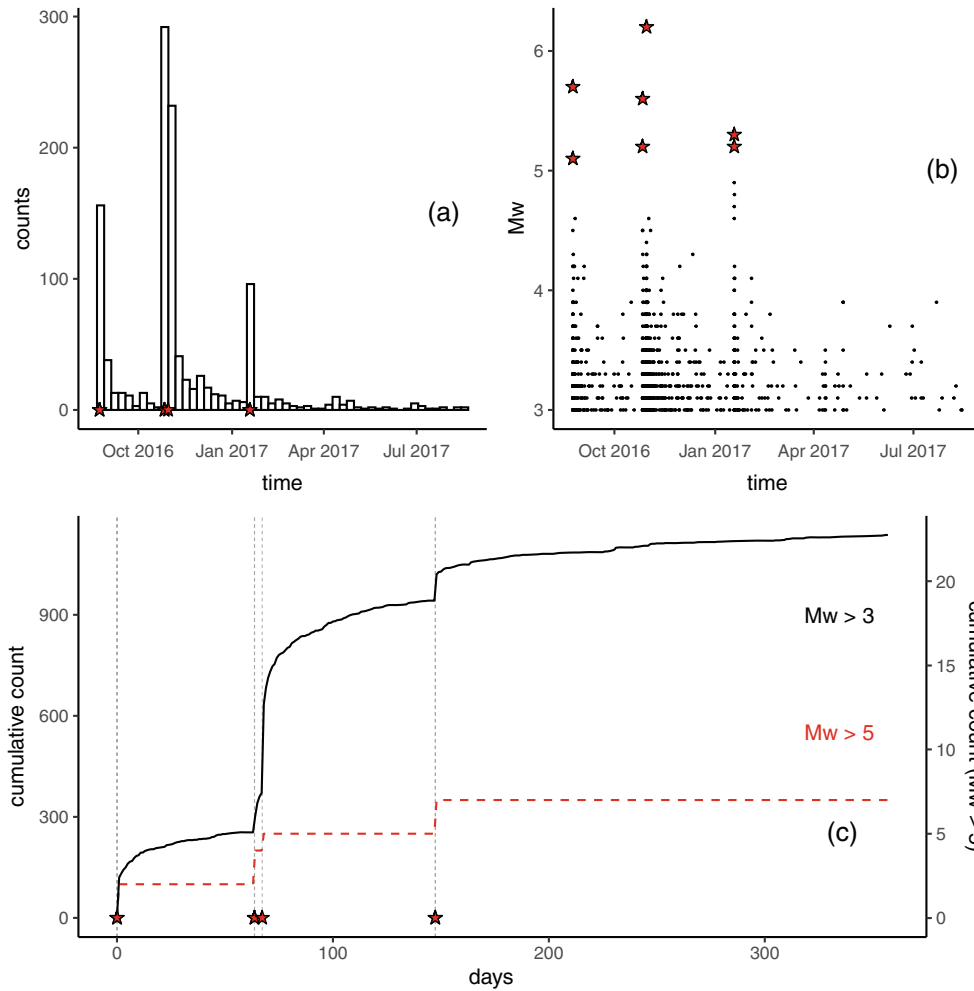 300
200
100
0
counts
(a)
Oct 2016 Jan 2017 Apr 2017 Jul 2017
time
6
5
4
3
Mw
(b)
Oct 2016 Jan 2017 Apr 2017 Jul 2017
time
900
600
300
0
cumulative count
20
15
10
5
0
Mw > 3
Mw > 5
(c)
0 100 200 300
days